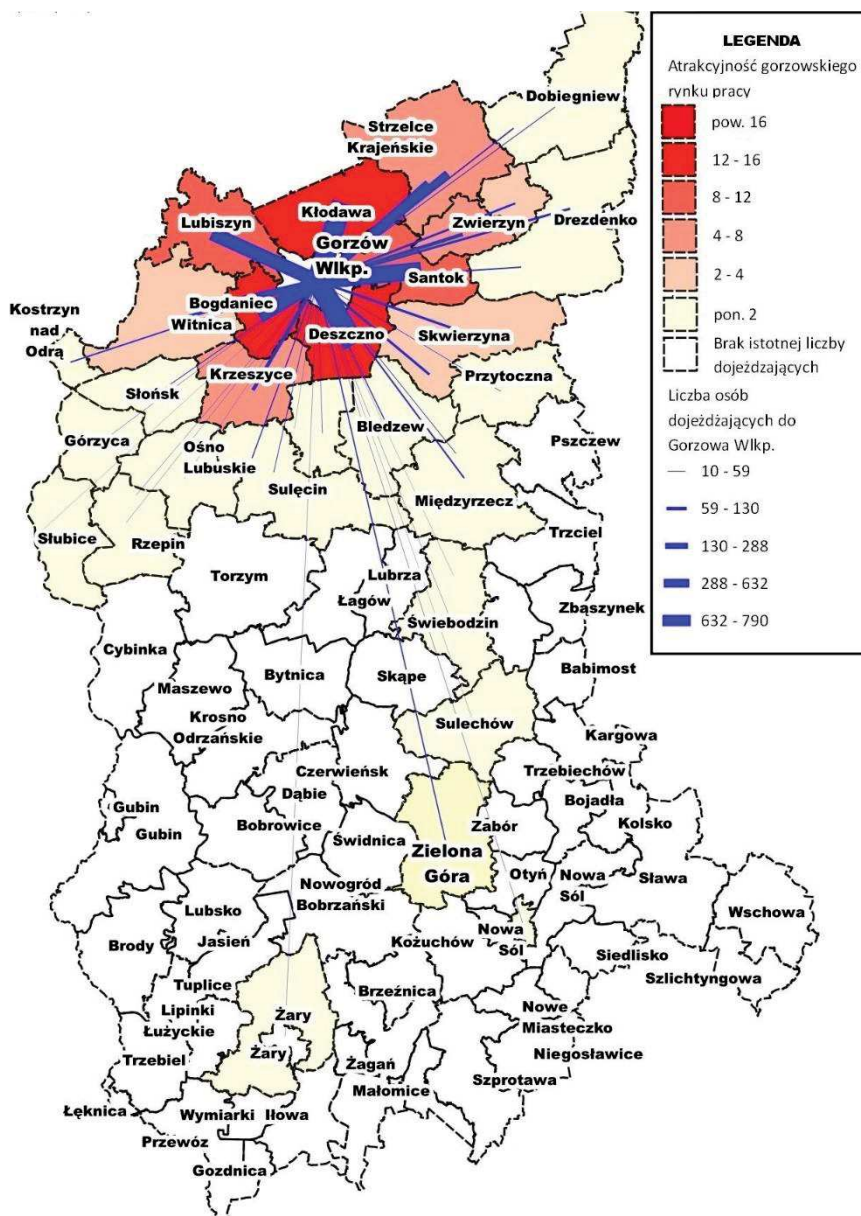 LEGENDA
Atrakcyjność gorzowskiego
rynku pracy
pow. 16
12 - 16
8 - 12
4 - 8
2 - 4
pon. 2
Brak istotnej liczby
dojeżdzających
Liczba osób
dojeżdżających do
Gorzowa Wlkp.
10 - 59
59 - 130
130 - 288
288 - 632
632 - 790
Dobiegniew
Strzelce
Krajeńskie
Kłodawa
Lubiszyn
Zwierzyn
Drezdenko
Gorzów
Wlkp.
Santok
Bogdaniec
Witnica
Kostrzyn
nad
Odrą
Deszczno
Skwierzyna
Krzeszyce
Przytoczna
Słońsk
Górzyca
Ośno
Lubuskie
Bledzew
Pszczew
Sulęcin
Międzyrzecz
Słubice
Rzepin
Trzciel
Torzym
Lubrza
Łagów
Zbąszynek
Świebodzin
Cybinka
Babimost
Bytnica
Skąpe
Maszewo
Krosno
Odrzańskie
Sulechów
Kargowa
Czerwieńsk
Trzebiechów
Dąbie
Bojadła
Gubin
Gubin
Bobrowice
Zabór
Kolsko
Świdnica
Zielona
Góra
Otyń
Nowa
Sól
Sława
Nowogród
Bobrzański
Lubsko
Wschowa
Brody
Jasień
Kożuchów
Nowa
Sól
Siedlisko
Szlichtyngowa
Tuplice
Brzeźnica
Lipinki
Łużyckie
Żary
Nowe
Miasteczko
Trzebiel
Żary
Żagań
Niegosławice
Szprotawa
Małomice
Łęknica
Wymiarki
Iłowa
Przewóz
Gozdnica